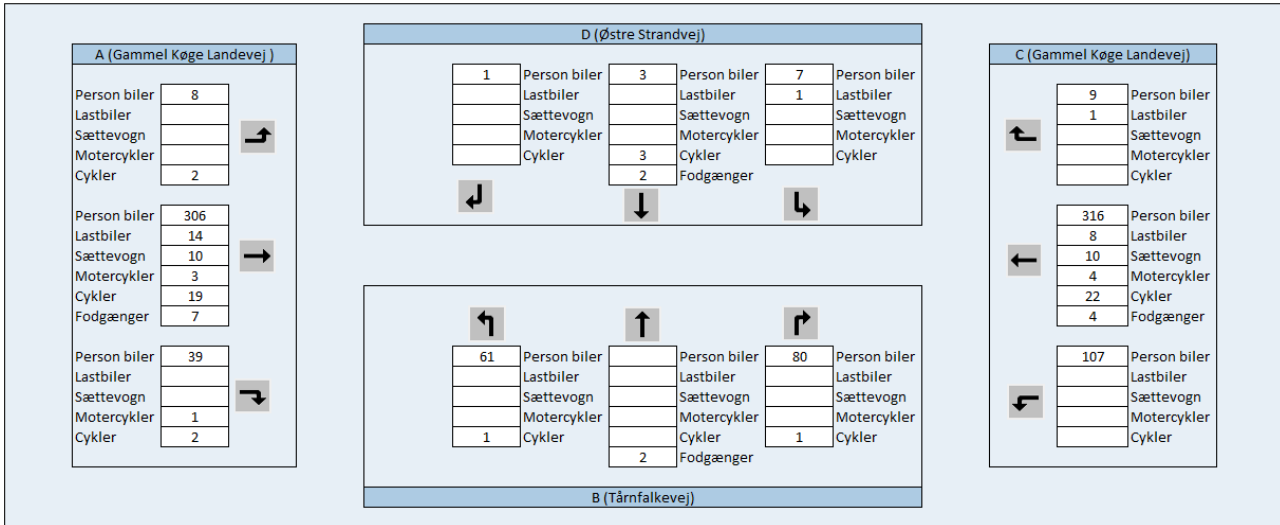 D (Østre Strandvej)
A (Gammel Køge Landevej )
C (Gammel Køge Landevej)
Person biler 8
Lastbiler
Sættevogn
Motercykler
Cykler 2
Person biler 306
Lastbiler 14
Sættevogn 10
Motercykler 3
Cykler 19
Fodgænger 7
Person biler 39
Lastbiler
Sættevogn
Motercykler 1
Cykler 2
1 Person biler 3 Person biler 7 Person biler
Lastbiler Lastbiler 1 Lastbiler
Sættevogn Sættevogn Sættevogn
Motercykler Motercykler Motercykler
Cykler 3 Cykler Cykler
2 Fodgænger
61 Person biler Person biler 80 Person biler
Lastbiler Lastbiler Lastbiler
Sættevogn Sættevogn Sættevogn
Motercykler Motercykler Motercykler
1 Cykler Cykler 1 Cykler
2 Fodgænger
B (Tårnfalkevej)
9 Person biler
1 Lastbiler
Sættevogn
Motercykler
Cykler
316 Person biler
8 Lastbiler
10 Sættevogn
4 Motercykler
22 Cykler
4 Fodgænger
107 Person biler
Lastbiler
Sættevogn
Motercykler
Cykler